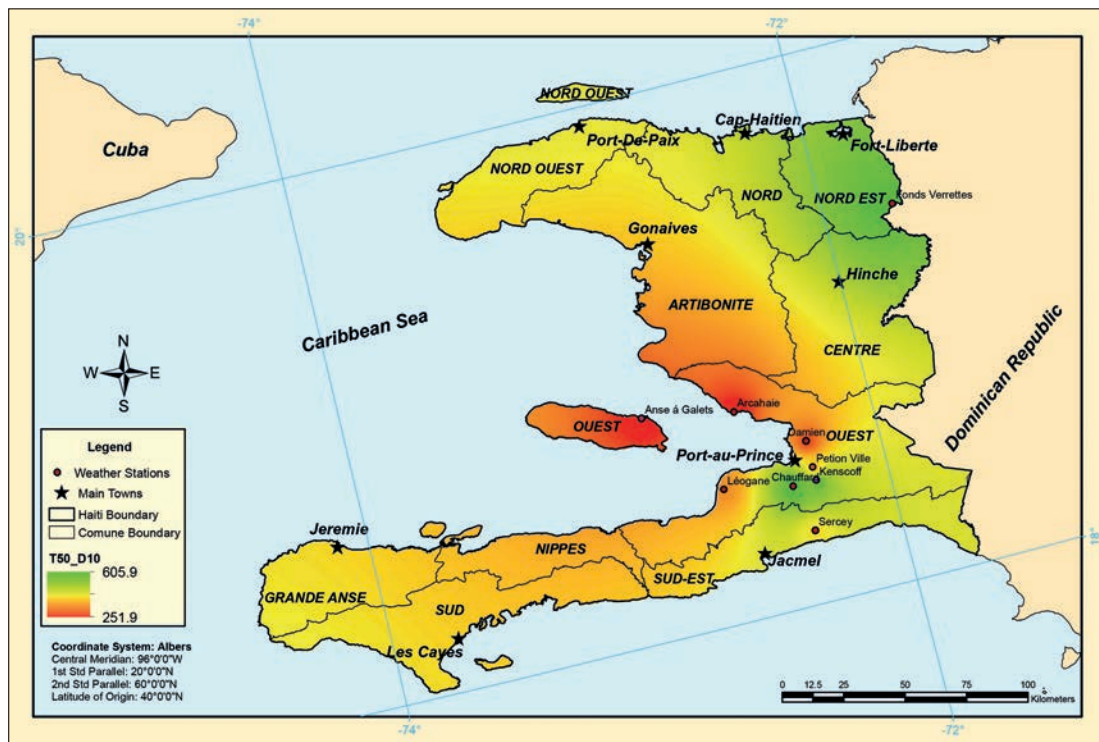 -74°
-72°
NORD OUEST
Cap-Haitien
Port-De-Paix
Fort-Liberte
Cuba
NORD OUEST
NORD
NORD EST
Fonds Verrettes
20°
Gonaives
Hinche
ARTIBONITE
Caribbean Sea
CENTRE
Dominican Republic
N
W E
S
Anse á Galets
Arcahaie
OUEST
Damien
OUEST
Port-au-Prince
Petion Ville
Kenscoff
Chauffard
Léogane
Sercey
18°
Jeremie
NIPPES
Jacmel
SUD-EST
GRANDE ANSE
SUD
Les Cayes
Legend
Weather Stations
Main Towns
Haiti Boundary
Comune Boundary
T50_D10
605.9
251.9
Coordinate System: Albers
Central Meridian: 96°0'0"W
1st Std Parallel: 20°0'0"N
2nd Std Parallel: 60°0'0"N
Latitude of Origin: 40°0'0"N
0 12.5 25 50 75 100
Kilometers
-74°
-72°